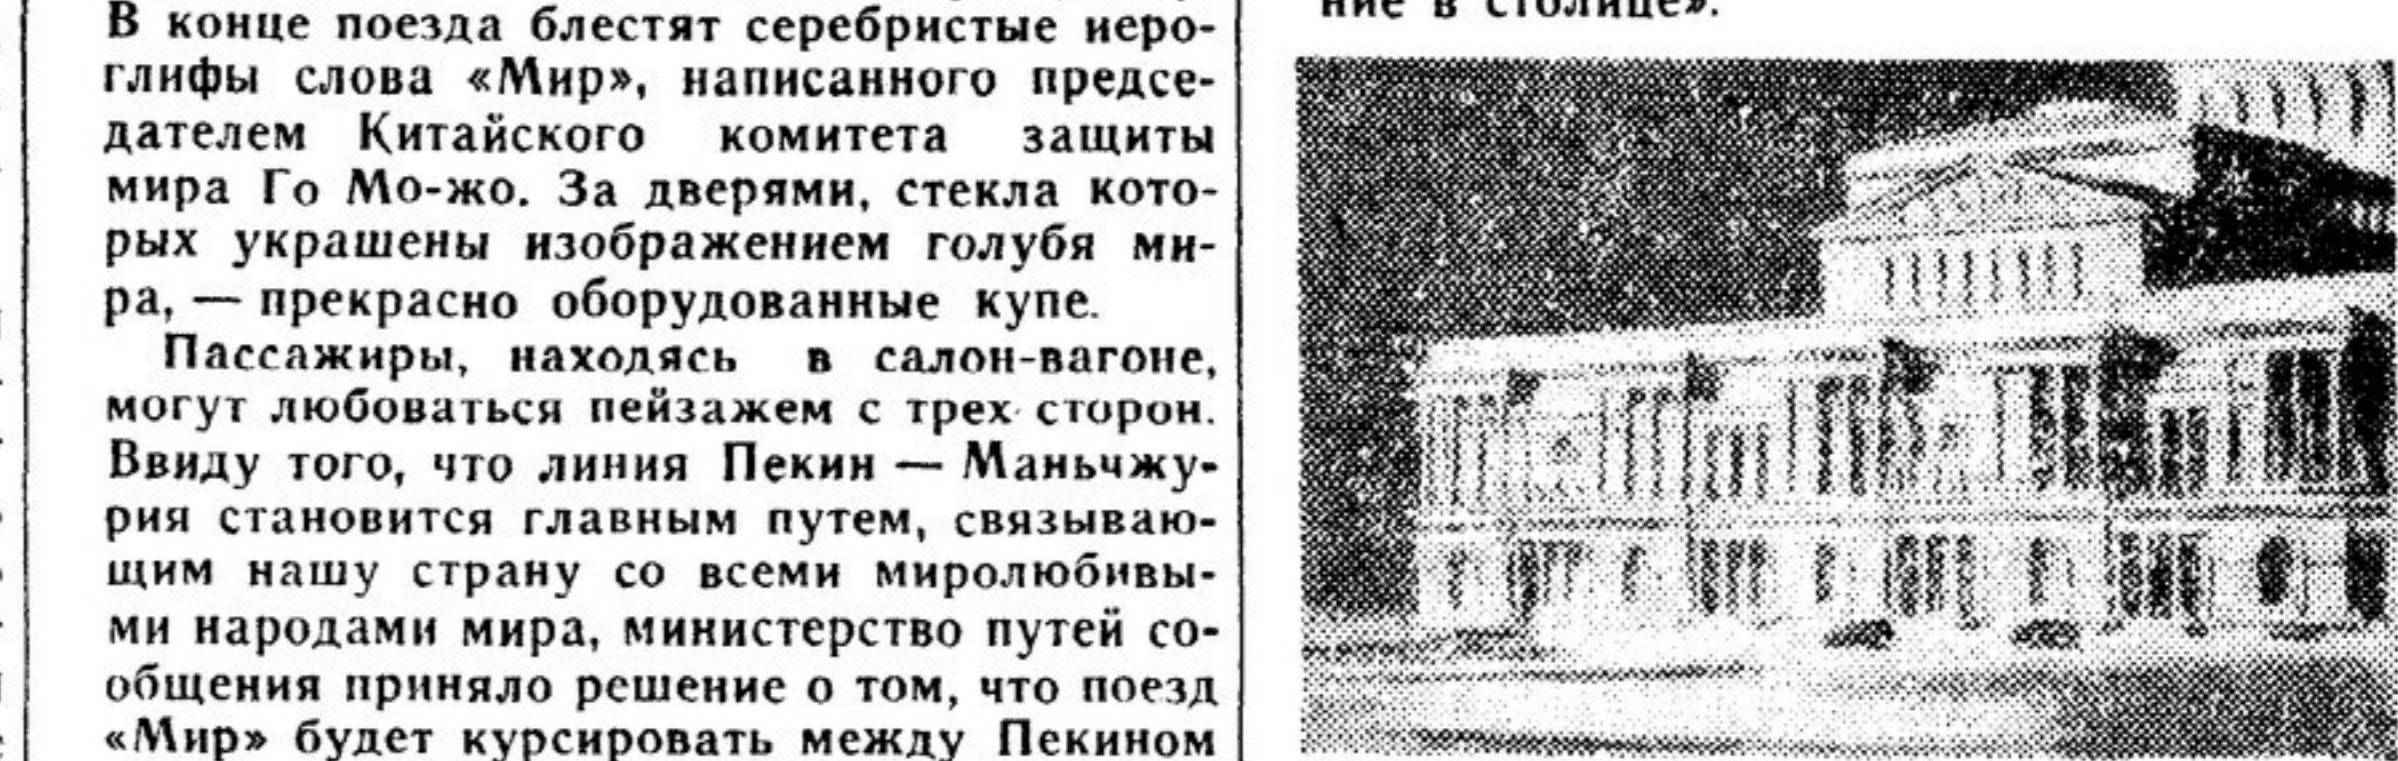 В конце поезда блестят серебристые иеро-
глифы слова «Мир», написанного предсе-
дателем Китайского комитета защиты
мира Го Мо-жо. За дверями, стекла кото-
рых украшены изображением голубя ми-
ра, — прекрасно оборудованные купе.
Пассажиры, находясь в салон-вагоне,
могут любоваться пейзажем с трех сторон.
Ввиду того, что линия Пекин — Маньчжу-
рия становится главным путем, связываю-
щим нашу страну со всеми миролюбивы-
ми народами мира, министерство путей со-
общения приняло решение о том, что поезд
«Мир» будет курсировать между Пекином
ние в столице».